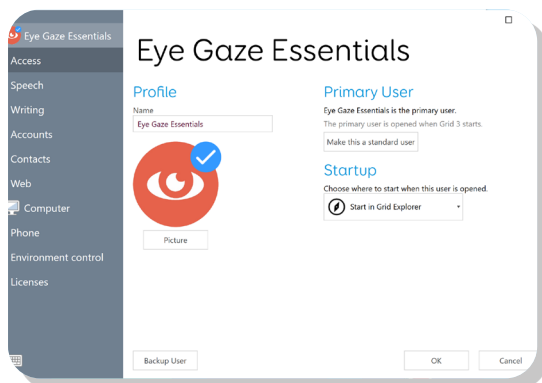 Eye Gaze Essentials
Access
Speech
Writing
Accounts
Contacts
Web
Computer
Phone
Environment control
Licenses
Eye Gaze Essentials
Profile
Name
Eye Gaze Essentials
Picture
Primary User
Eye Gaze Essentials is the primary user.
The primary user is opened when Grid 3 starts.
Make this a standard user
Startup
Choose where to start when this user is opened.
Start in Grid Explorer
Backup User
OK
Cancel